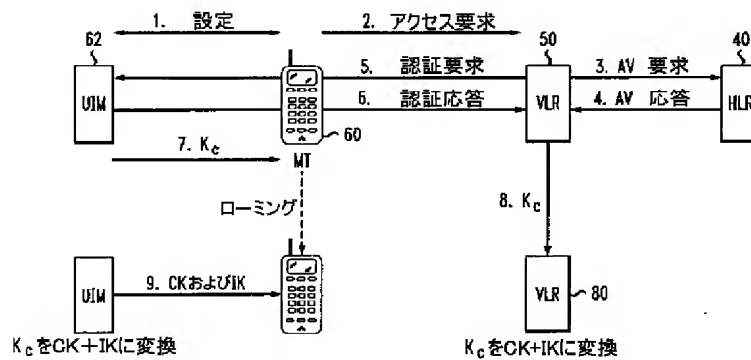 1. 設定
2. アクセス要求
62
50
40
5. 認証要求
3. AV 要求
UIM
VLR
HLR
6. 認証応答
4. AV 応答
60
7. Kc
MT
ローミング
8. Kc
UIM
9. CKおよびIK
VLR
80
KcをCK+IKに変換
KcをCK+IKに変換